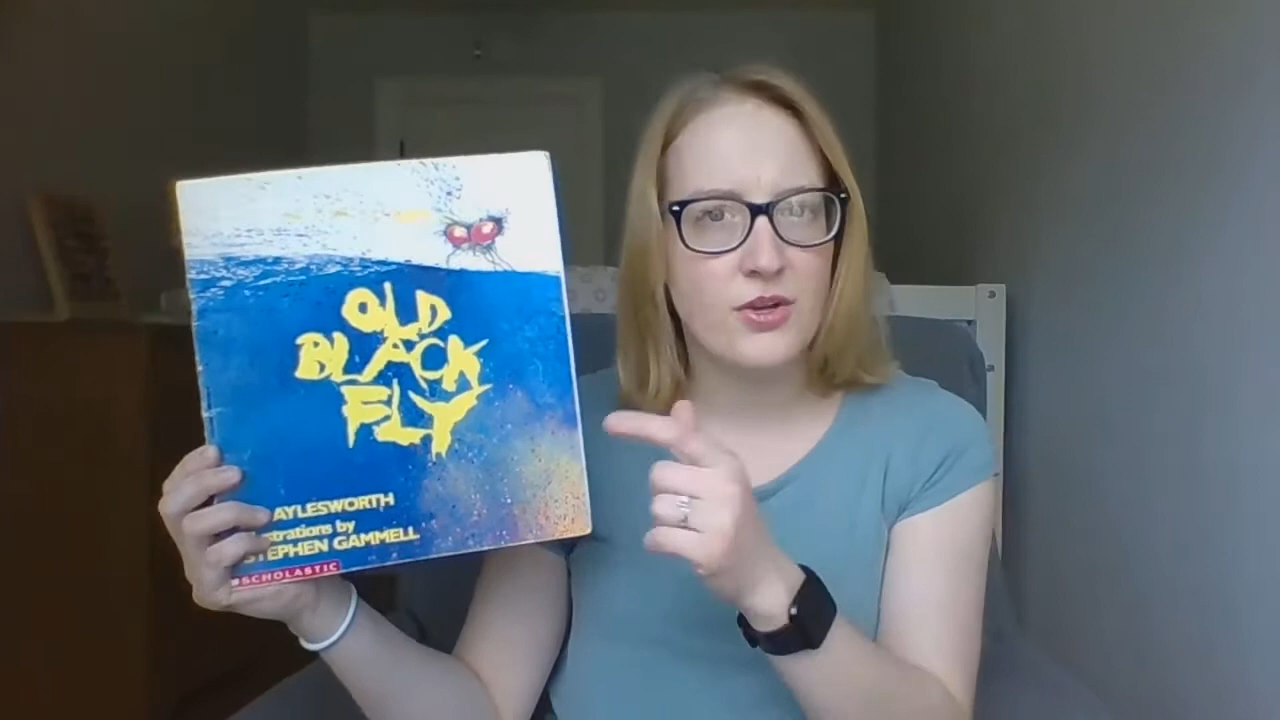 OLD
BLACK
FLY
AYLESWORTH
strations by
STEPHEN GAMMELL
SCHOLASTIC